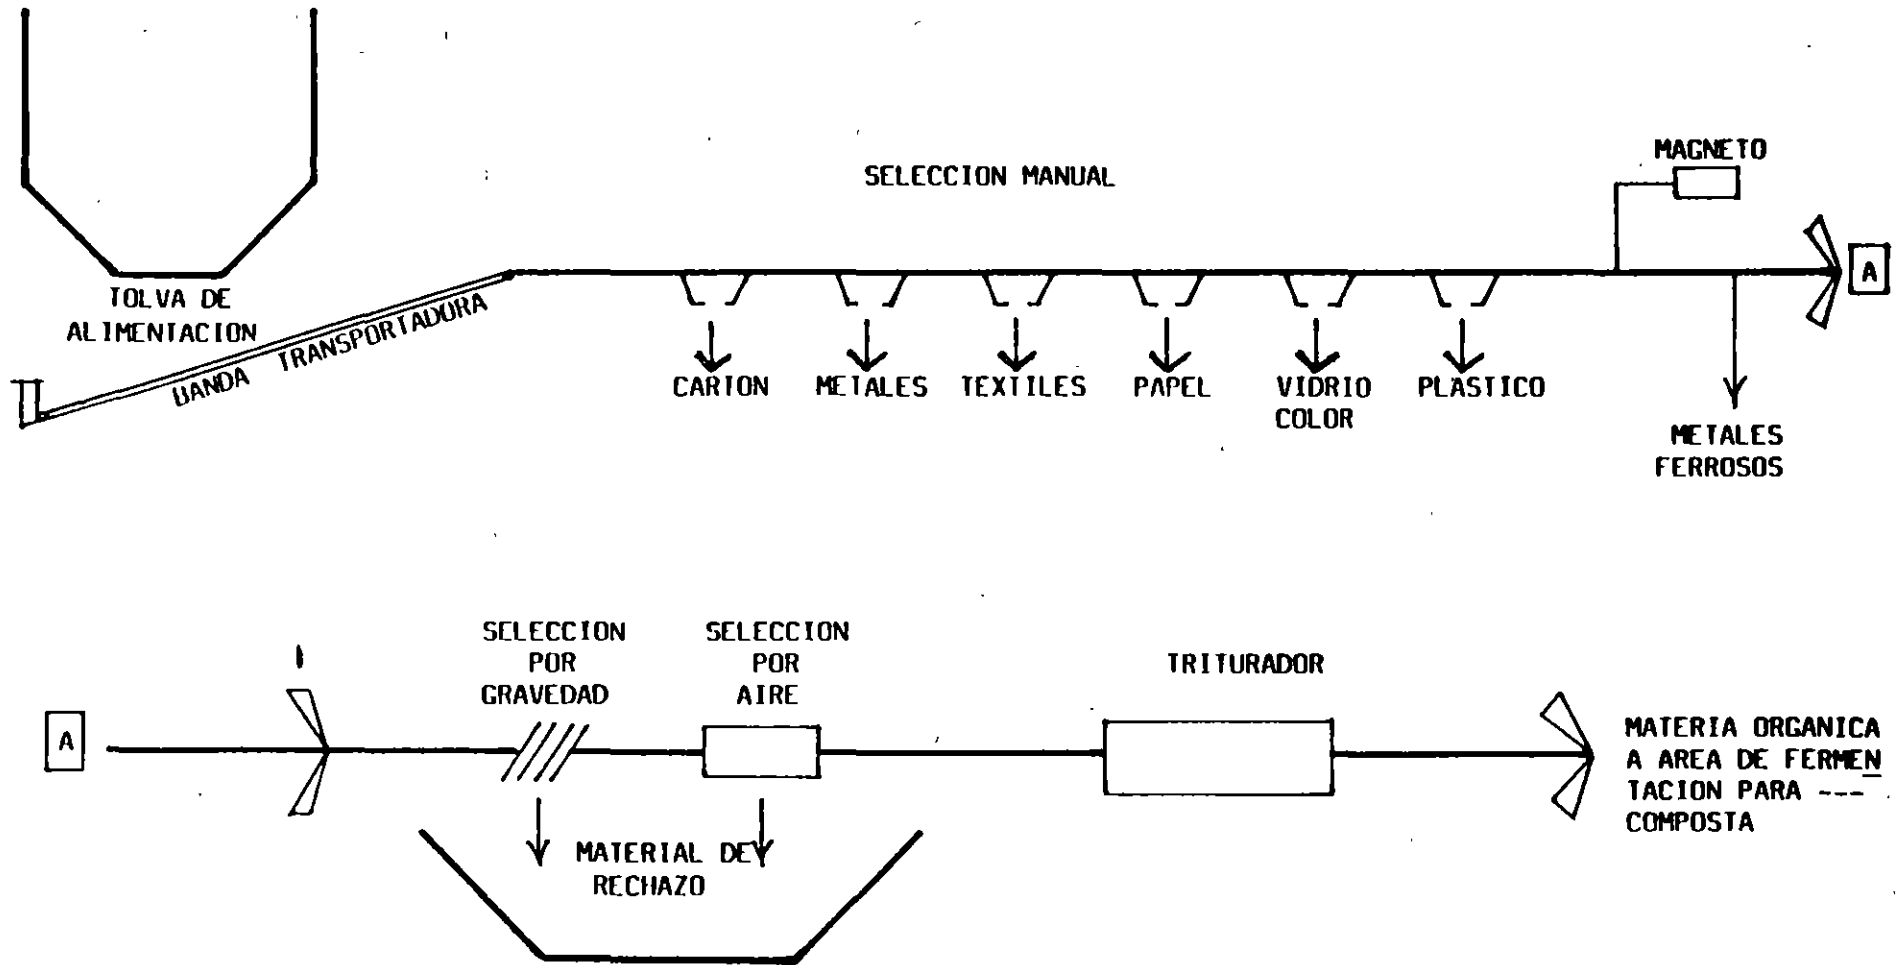 MAGNETO
SELECCION MANUAL
A
TOLVA DE
ALIMENTACION
BANDA TRANSPORTADORA
CARTON
METALES
TEXTILES
PAPEL
VIDRIO
COLOR
PLASTICO
METALES
FERROSOS
SELECCION
POR
GRAVEDAD
SELECCION
POR
AIRE
TRITURADOR
A
MATERIA ORGANICA
A AREA DE FERMEN
TACION PARA ---
COMPOSTA
MATERIAL DE
RECHAZO